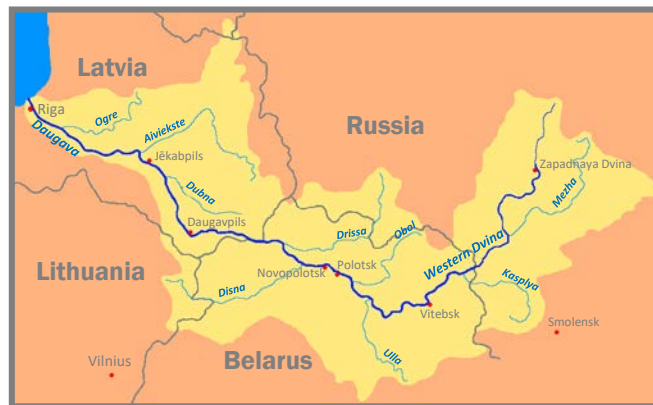 Latvia
Riga
Ogre
Daugava
Aiviekste
Jēkabpils
Russia
Zapadnaya Dvina
Mezha
Dubna
Daugavpils
Drissa
Obol
Western Dvina
Lithuania
Novopolotsk
Polotsk
Disna
Kasplya
Vitebsk
Smolensk
Ulla
Vilnius
Belarus